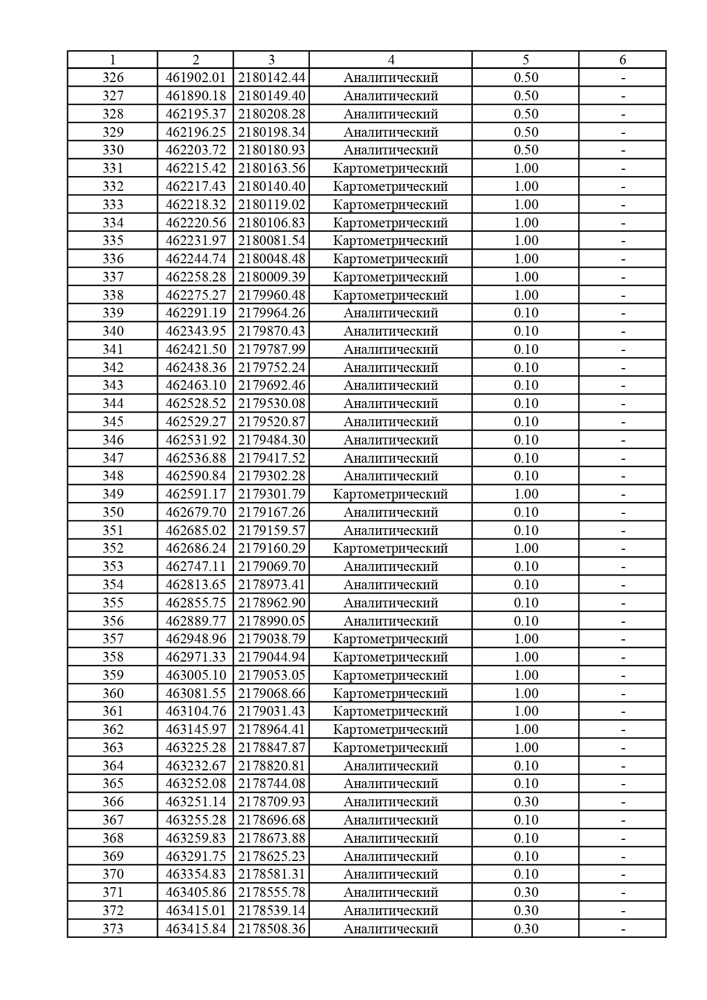 1 2 3 4 5 6
326 461902.01 2180142.44 Аналитический 0.50 -
327 461890.18 2180149.40 Аналитический 0.50 -
328 462195.37 2180208.28 Аналитический 0.50 -
329 462196.25 2180198.34 Аналитический 0.50 -
330 462203.72 2180180.93 Аналитический 0.50 -
331 462215.42 2180163.56 Картометрический 1.00 -
332 462217.43 2180140.40 Картометрический 1.00 -
333 462218.32 2180119.02 Картометрический 1.00 -
334 462220.56 2180106.83 Картометрический 1.00 -
335 462231.97 2180081.54 Картометрический 1.00 -
336 462244.74 2180048.48 Картометрический 1.00 -
337 462258.28 2180009.39 Картометрический 1.00 -
338 462275.27 2179960.48 Картометрический 1.00 -
339 462291.19 2179964.26 Аналитический 0.10 -
340 462343.95 2179870.43 Аналитический 0.10 -
341 462421.50 2179787.99 Аналитический 0.10 -
342 462438.36 2179752.24 Аналитический 0.10 -
343 462463.10 2179692.46 Аналитический 0.10 -
344 462528.52 2179530.08 Аналитический 0.10 -
345 462529.27 2179520.87 Аналитический 0.10 -
346 462531.92 2179484.30 Аналитический 0.10 -
347 462536.88 2179417.52 Аналитический 0.10 -
348 462590.84 2179302.28 Аналитический 0.10 -
349 462591.17 2179301.79 Картометрический 1.00 -
350 462679.70 2179167.26 Аналитический 0.10 -
351 462685.02 2179159.57 Аналитический 0.10 -
352 462686.24 2179160.29 Картометрический 1.00 -
353 462747.11 2179069.70 Аналитический 0.10 -
354 462813.65 2178973.41 Аналитический 0.10 -
355 462855.75 2178962.90 Аналитический 0.10 -
356 462889.77 2178990.05 Аналитический 0.10 -
357 462948.96 2179038.79 Картометрический 1.00 -
358 462971.33 2179044.94 Картометрический 1.00 -
359 463005.10 2179053.05 Картометрический 1.00 -
360 463081.55 2179068.66 Картометрический 1.00 -
361 463104.76 2179031.43 Картометрический 1.00 -
362 463145.97 2178964.41 Картометрический 1.00 -
363 463225.28 2178847.87 Картометрический 1.00 -
364 463232.67 2178820.81 Аналитический 0.10 -
365 463252.08 2178744.08 Аналитический 0.10 -
366 463251.14 2178709.93 Аналитический 0.30 -
367 463255.28 2178696.68 Аналитический 0.10 -
368 463259.83 2178673.88 Аналитический 0.10 -
369 463291.75 2178625.23 Аналитический 0.10 -
370 463354.83 2178581.31 Аналитический 0.10 -
371 463405.86 2178555.78 Аналитический 0.30 -
372 463415.01 2178539.14 Аналитический 0.30 -
373 463415.84 2178508.36 Аналитический 0.30 -